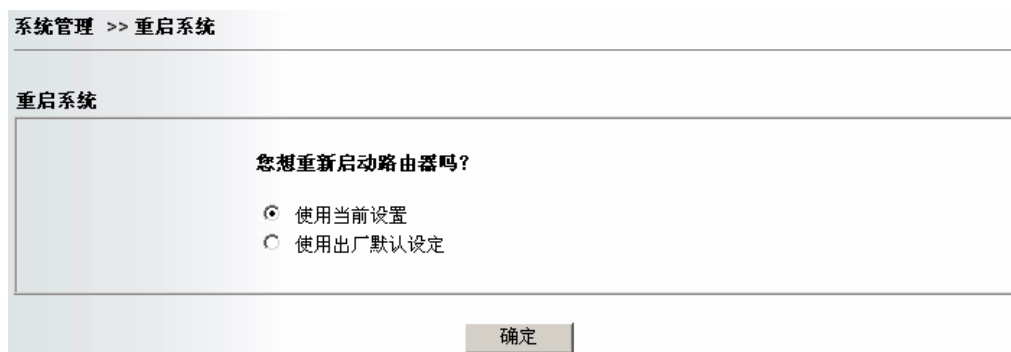 系统管理 >> 重启系统
重启系统
您想重新启动路由器吗?
使用当前设置
使用出厂默认设定
确定